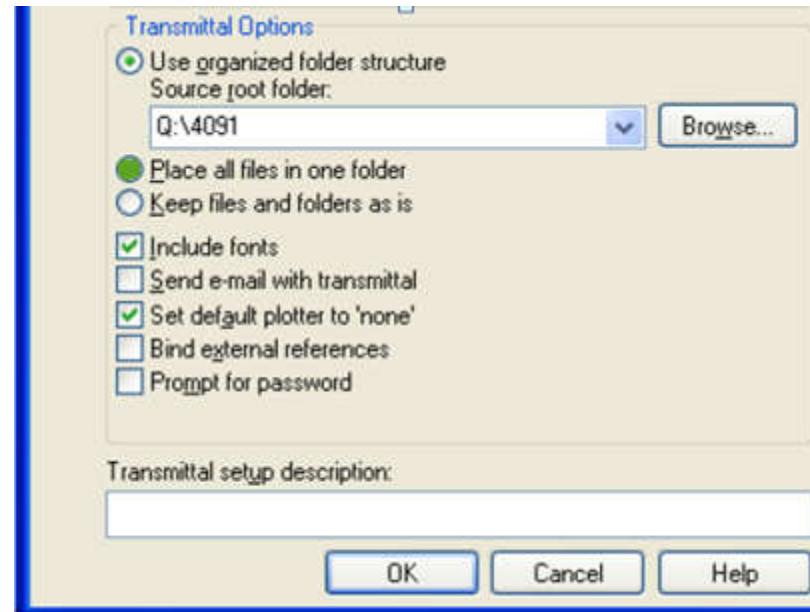 Transmittal Options
Use organized folder structure
Source root folder:
Q:\4091
Browse...
Place all files in one folder
Keep files and folders as is
Include fonts
Send e-mail with transmittal
Set default plotter to 'none'
Bind external references
Prompt for password
Transmittal setup description:
OK Cancel Help